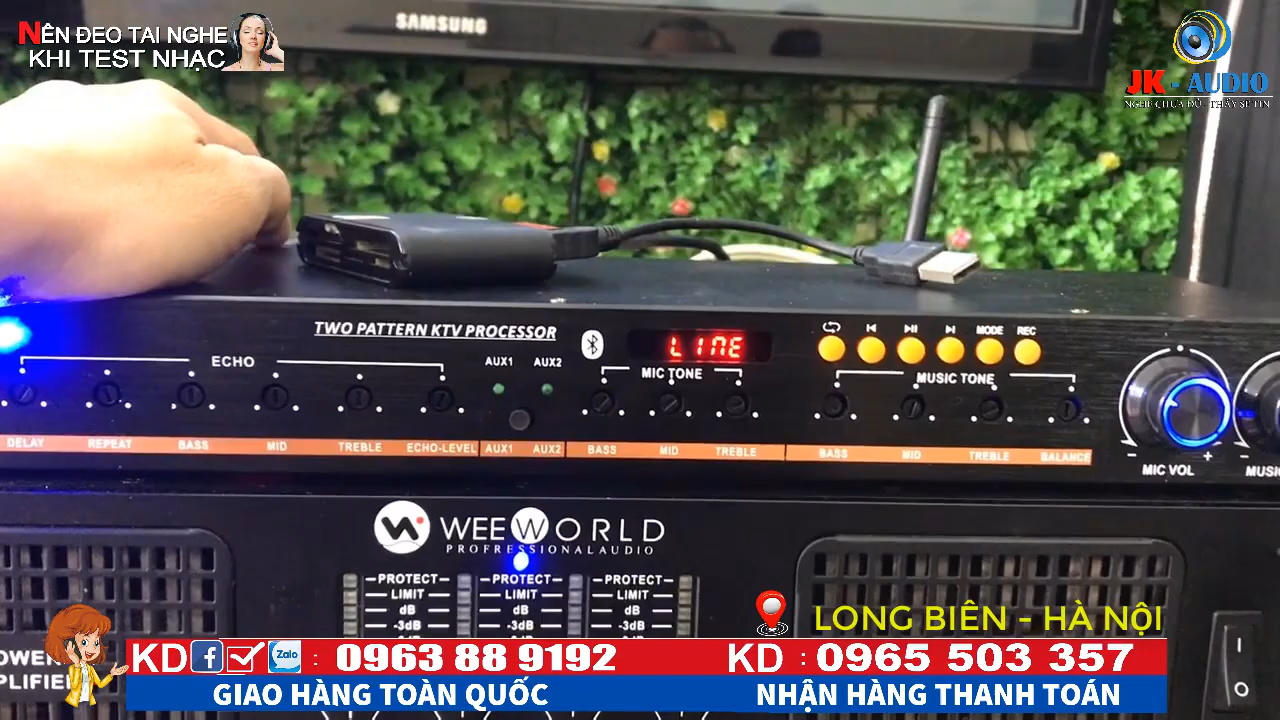 NÊN ĐEO TAI NGHE
KHI TEST NHẠC
SAMSUNG
JK - AUDIO
TWO PATTERN KTV PROCESSOR
LINE
MODE REC
ECHO
AUX1 AUX2
MIC TONE
MUSIC TONE
DELAY REPEAT BASS MID TREBLE ECHO-LEVEL AUX1 AUX2 BASS MID TREBLE BASS MID TREBLE BALANCE
MIC VOL
WEEWORLD
PROFRESSIONAL AUDIO
PROTECT PROTECT PROTECT
LIMIT LIMIT LIMIT
dB dB dB
-3dB -3dB -3dB
LONG BIÊN - HÀ NỘI
KD f Zalo : 0963 88 9192 KD : 0965 503 357
GIAO HÀNG TOÀN QUỐC NHẬN HÀNG THANH TOÁN